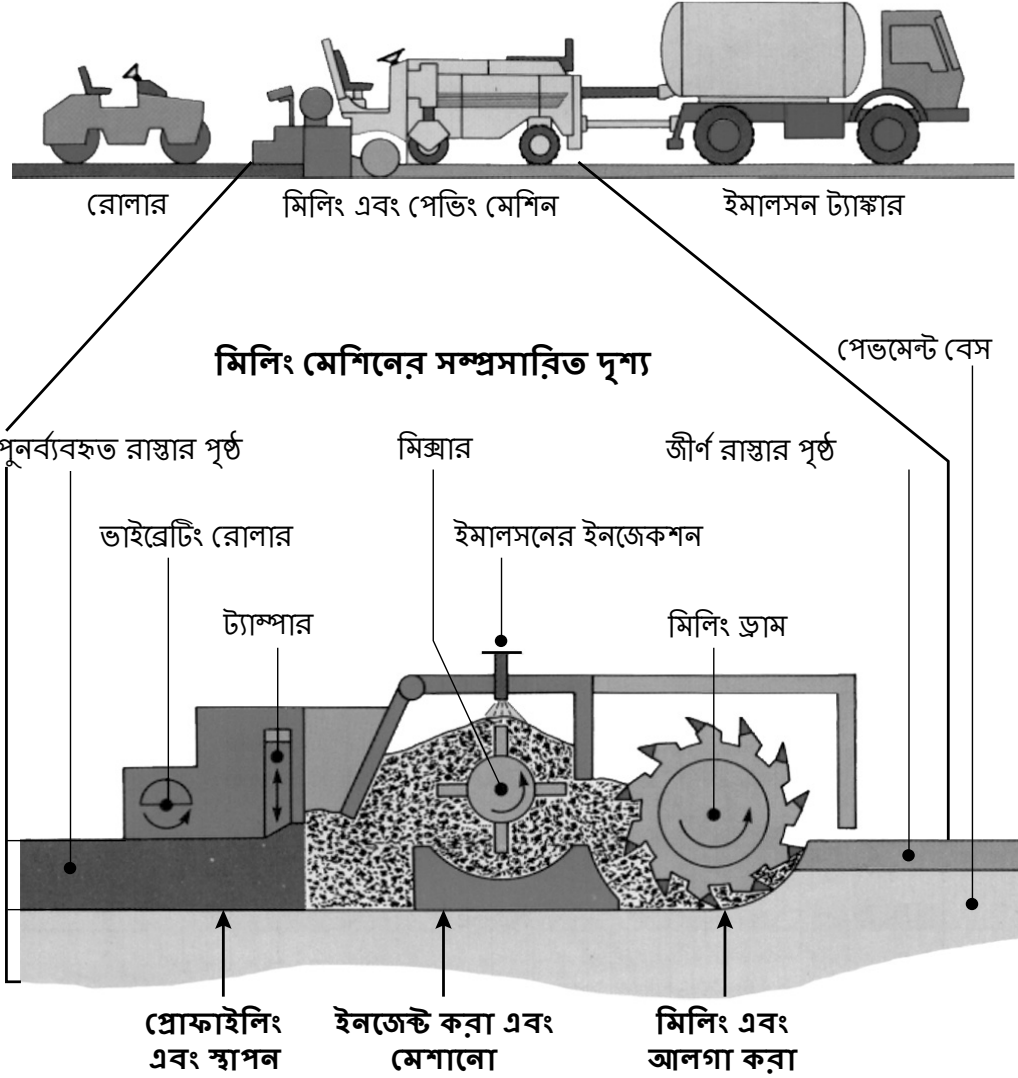 রোলার
মিলিং এবং পেভিং মেশিন
ইমালসন ট্যাঙ্কার
মিলিং মেশিনের সম্প্রসারিত দৃশ্য
পেভমেন্ট বেস
পুনর্ব্যবহৃত রাস্তার পৃষ্ঠ
মিক্সার
জীর্ণ রাস্তার পৃষ্ঠ
ভাইব্রেটিং রোলার
ইমালসনের ইনজেকশন
ট্যাম্পার
মিলিং ড্রাম
প্রোফাইলিং
এবং স্থাপন
ইনজেক্ট করা এবং
মেশানো
মিলিং এবং
আলগা করা